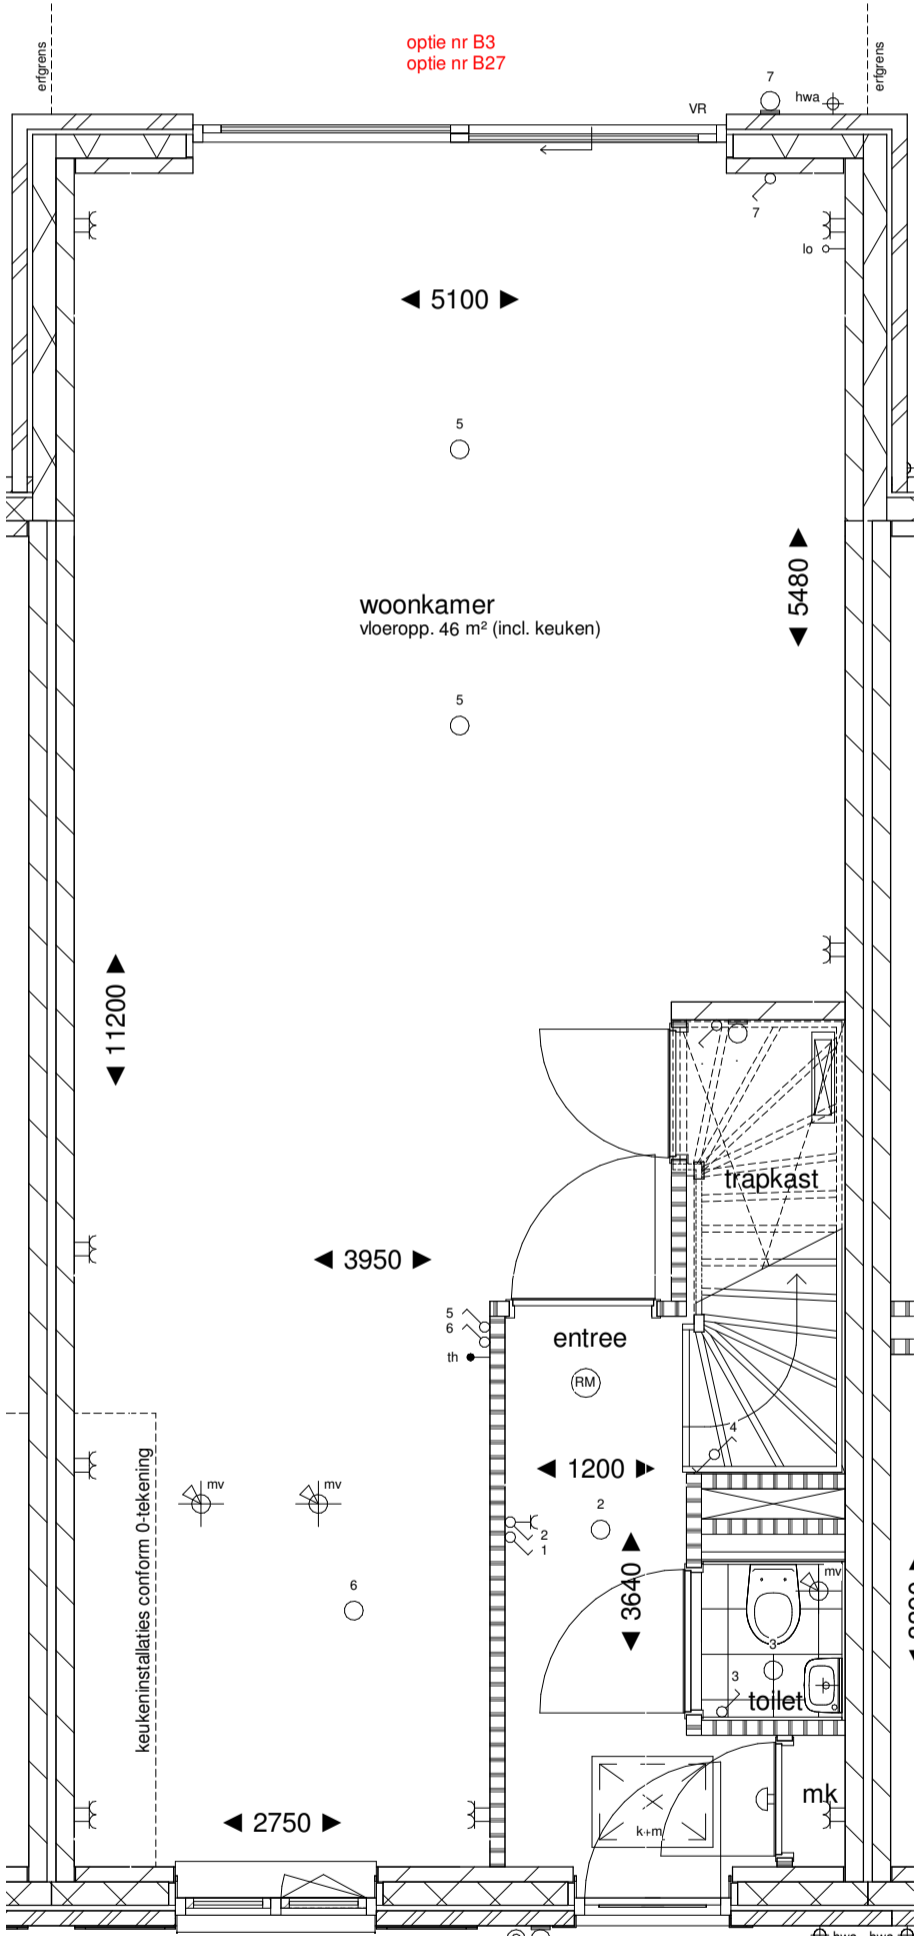 optie nr B3
optie nr B27
erfgrens
erfgrens
7
hwa
VR
7
lo
5100
5
5480
woonkamer
vloeropp. 46 m² (incl. keuken)
5
11200
trapkast
3950
5
6
th
entree
RM
4
1200
keukeninstallaties conform 0-tekening
mv
mv
2
2
1
3640
mv
6
3
3
toilet
mk
2750
k+m
hwa
hwa